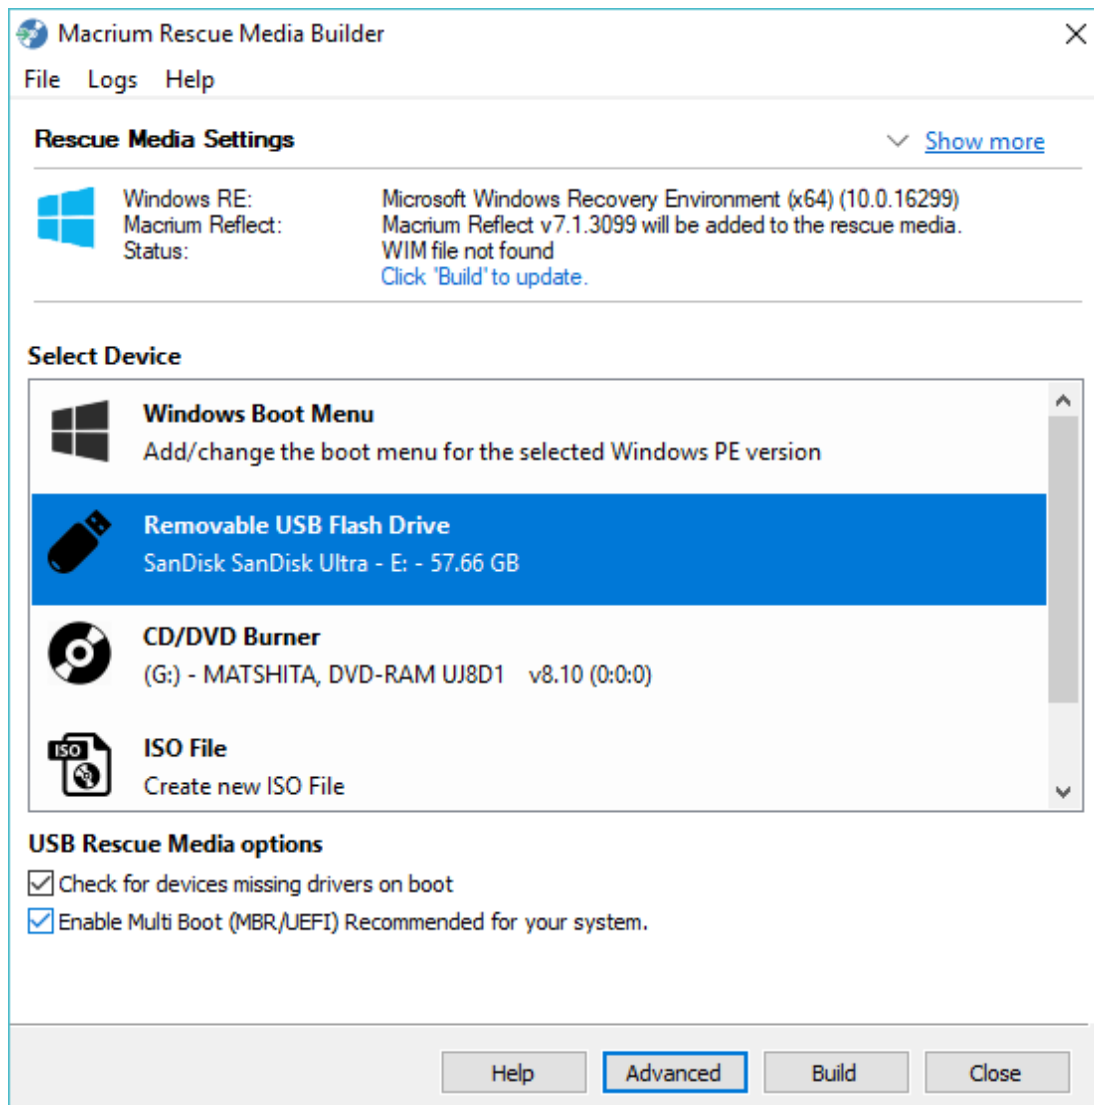 Macrium Rescue Media Builder
File Logs Help
Rescue Media Settings
Show more
Windows RE: Microsoft Windows Recovery Environment (x64) (10.0.16299)
Macrium Reflect: Macrium Reflect v7.1.3099 will be added to the rescue media.
Status: WIM file not found
Click 'Build' to update.
Select Device
Windows Boot Menu
Add/change the boot menu for the selected Windows PE version
Removable USB Flash Drive
SanDisk SanDisk Ultra - E: - 57.66 GB
CD/DVD Burner
(G:) - MATSHITA, DVD-RAM UJ8D1 v8.10 (0:0:0)
ISO
ISO File
Create new ISO File
USB Rescue Media options
Check for devices missing drivers on boot
Enable Multi Boot (MBR/UEFI) Recommended for your system.
Help Advanced Build Close